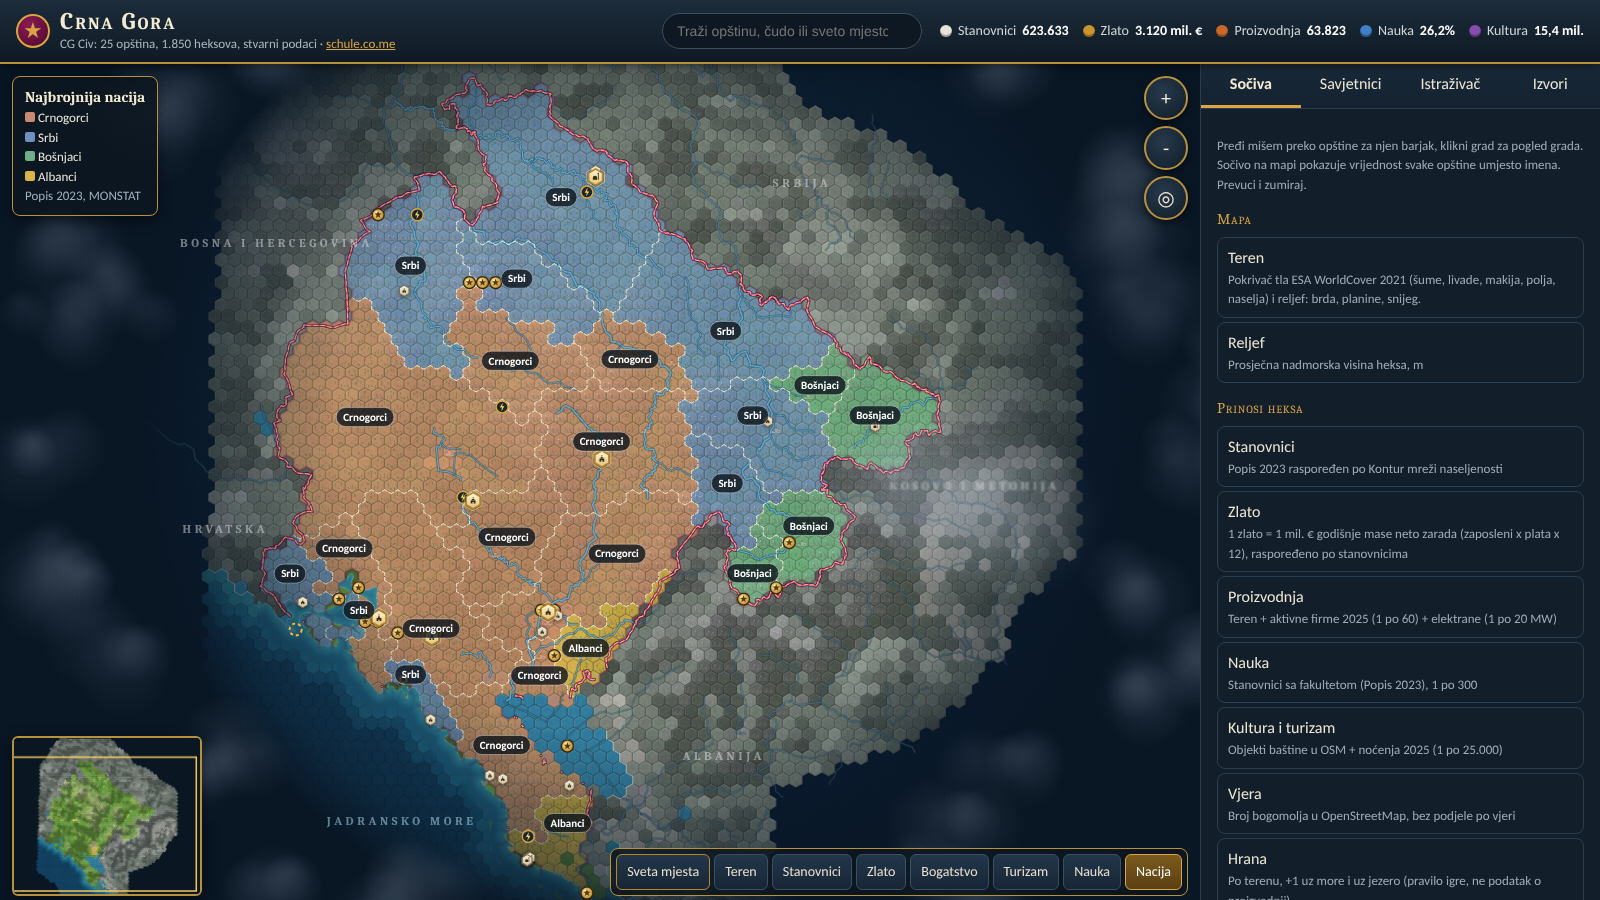 Crna Gora
CG Civ: 25 opština, 1.850 heksova, stvarni podaci · schule.co.me
Traži opštinu, čudo ili sveto mjesto
Stanovnici 623.633
Zlato 3.120 mil. €
Proizvodnja 63.823
Nauka 26,2%
Kultura 15,4 mil.
Najbrojnija nacija
Crnogorci
Srbi
Bošnjaci
Albanci
Popis 2023, MONSTAT
+
-
SRBIJA
BOSNA I HERCEGOVINA
Srbi
Srbi
Srbi
Srbi
Crnogorci
Crnogorci
Bošnjaci
Crnogorci
Srbi
Bošnjaci
Crnogorci
Srbi
KOSOVO I METOHIJA
HRVATSKA
Bošnjaci
Crnogorci
Crnogorci
Crnogorci
Srbi
Bošnjaci
Srbi
Crnogorci
Albanci
Srbi
Crnogorci
Crnogorci
ALBANIJA
JADRANSKO MORE
Albanci
Sveta mjesta
Teren
Stanovnici
Zlato
Bogatstvo
Turizam
Nauka
Nacija
Sočiva
Savjetnici
Istraživač
Izvori
Pređi mišem preko opštine za njen barjak, klikni grad za pogled grada.
Sočivo na mapi pokazuje vrijednost svake opštine umjesto imena.
Prevuci i zumiraj.
Mapa
Teren
Pokrivač tla ESA WorldCover 2021 (šume, livade, makija, polja,
naselja) i reljef: brda, planine, snijeg.
Reljef
Prosječna nadmorska visina heksa, m
Prinosi heksa
Stanovnici
Popis 2023 raspoređen po Kontur mreži naseljenosti
Zlato
1 zlato = 1 mil. € godišnje mase neto zarada (zaposleni x plata x
12), raspoređeno po stanovnicima
Proizvodnja
Teren + aktivne firme 2025 (1 po 60) + elektrane (1 po 20 MW)
Nauka
Stanovnici sa fakultetom (Popis 2023), 1 po 300
Kultura i turizam
Objekti baštine u OSM + noćenja 2025 (1 po 25.000)
Vjera
Broj bogomolja u OpenStreetMap, bez podjele po vjeri
Hrana
Po terenu, +1 uz more i uz jezero (pravilo igre, ne podatak o